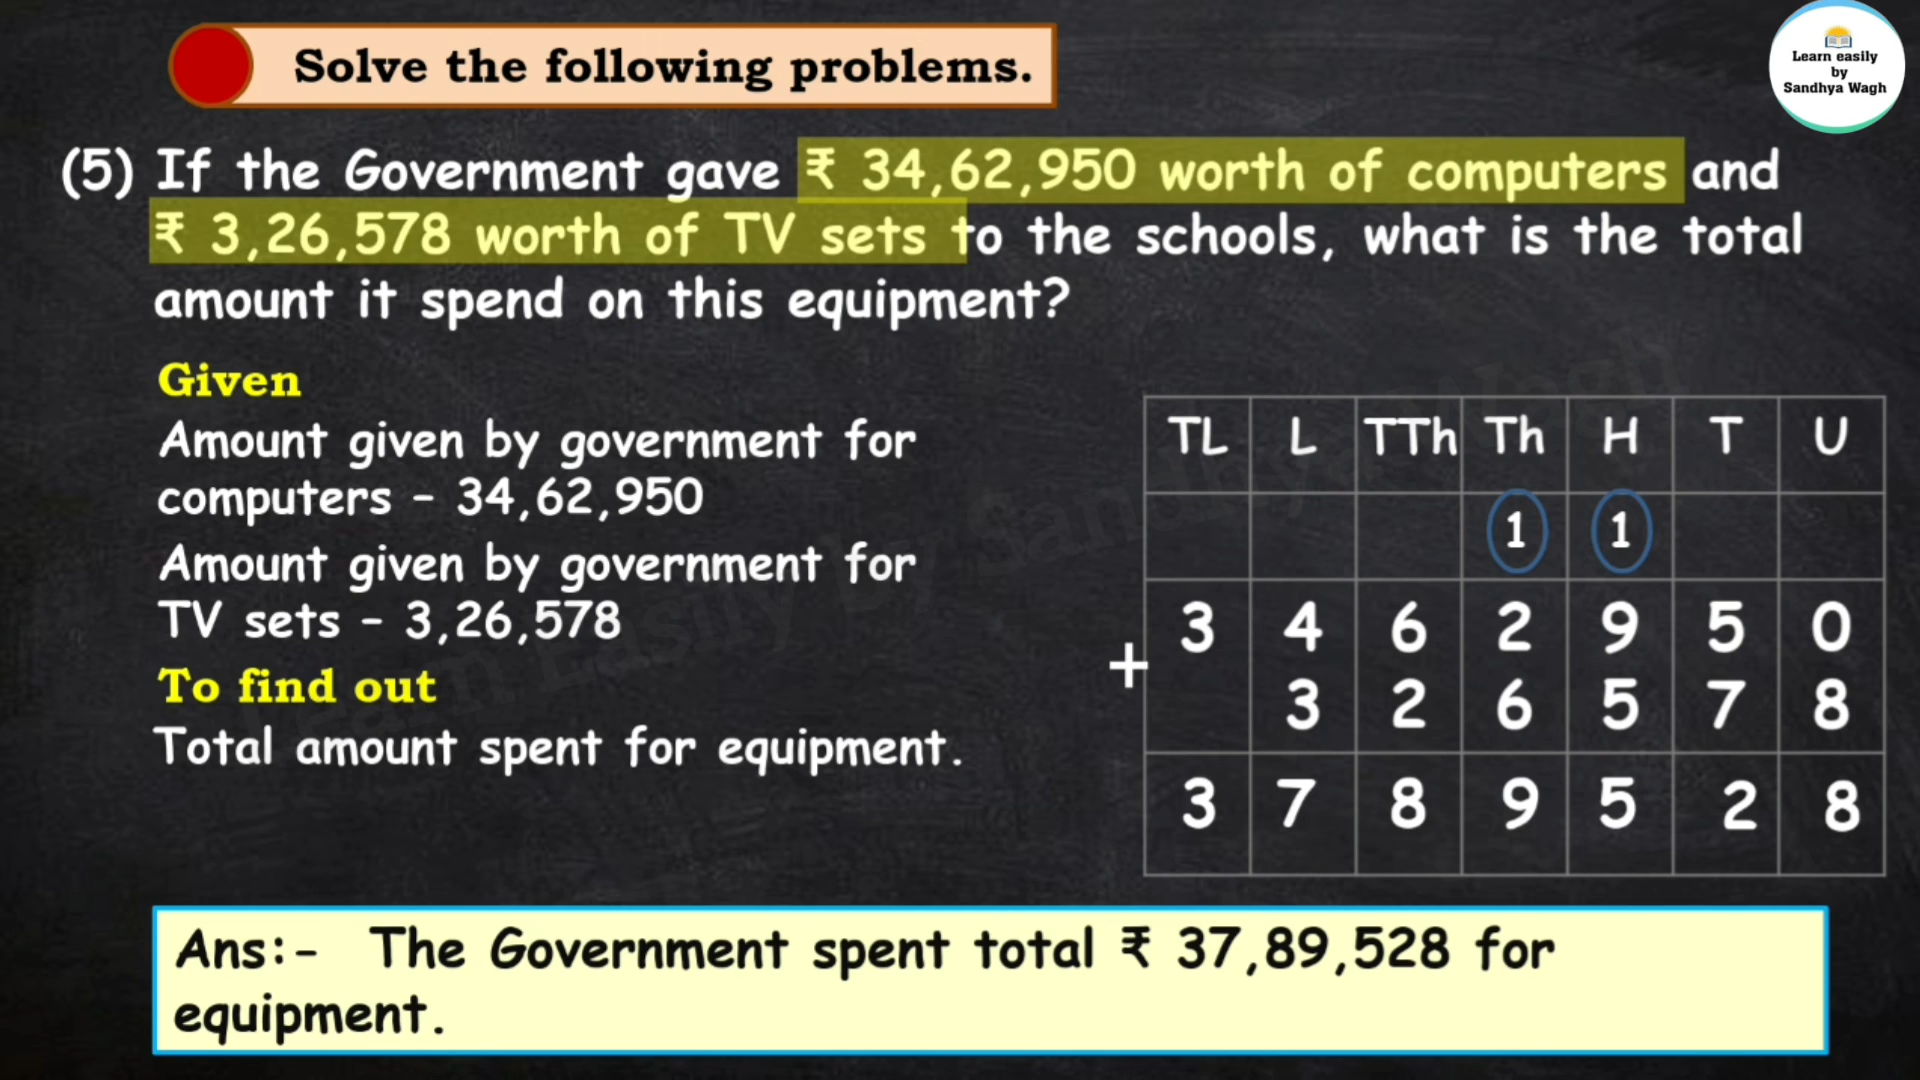 Solve the following problems.
Learn easily
by
Sandhya Wagh
(5) If the Government gave ₹ 34,62,950 worth of computers and
₹ 3,26,578 worth of TV sets to the schools, what is the total
amount it spend on this equipment?
Given
Amount given by government for
computers – 34,62,950
Amount given by government for
TV sets – 3,26,578
To find out
Total amount spent for equipment.
TL L TTh Th H T U
1 1
3 4 6 2 9 5 0
+
3 2 6 5 7 8
3 7 8 9 5 2 8
Ans:- The Government spent total ₹ 37,89,528 for
equipment.
Learn Easily by Sandhya Wagh